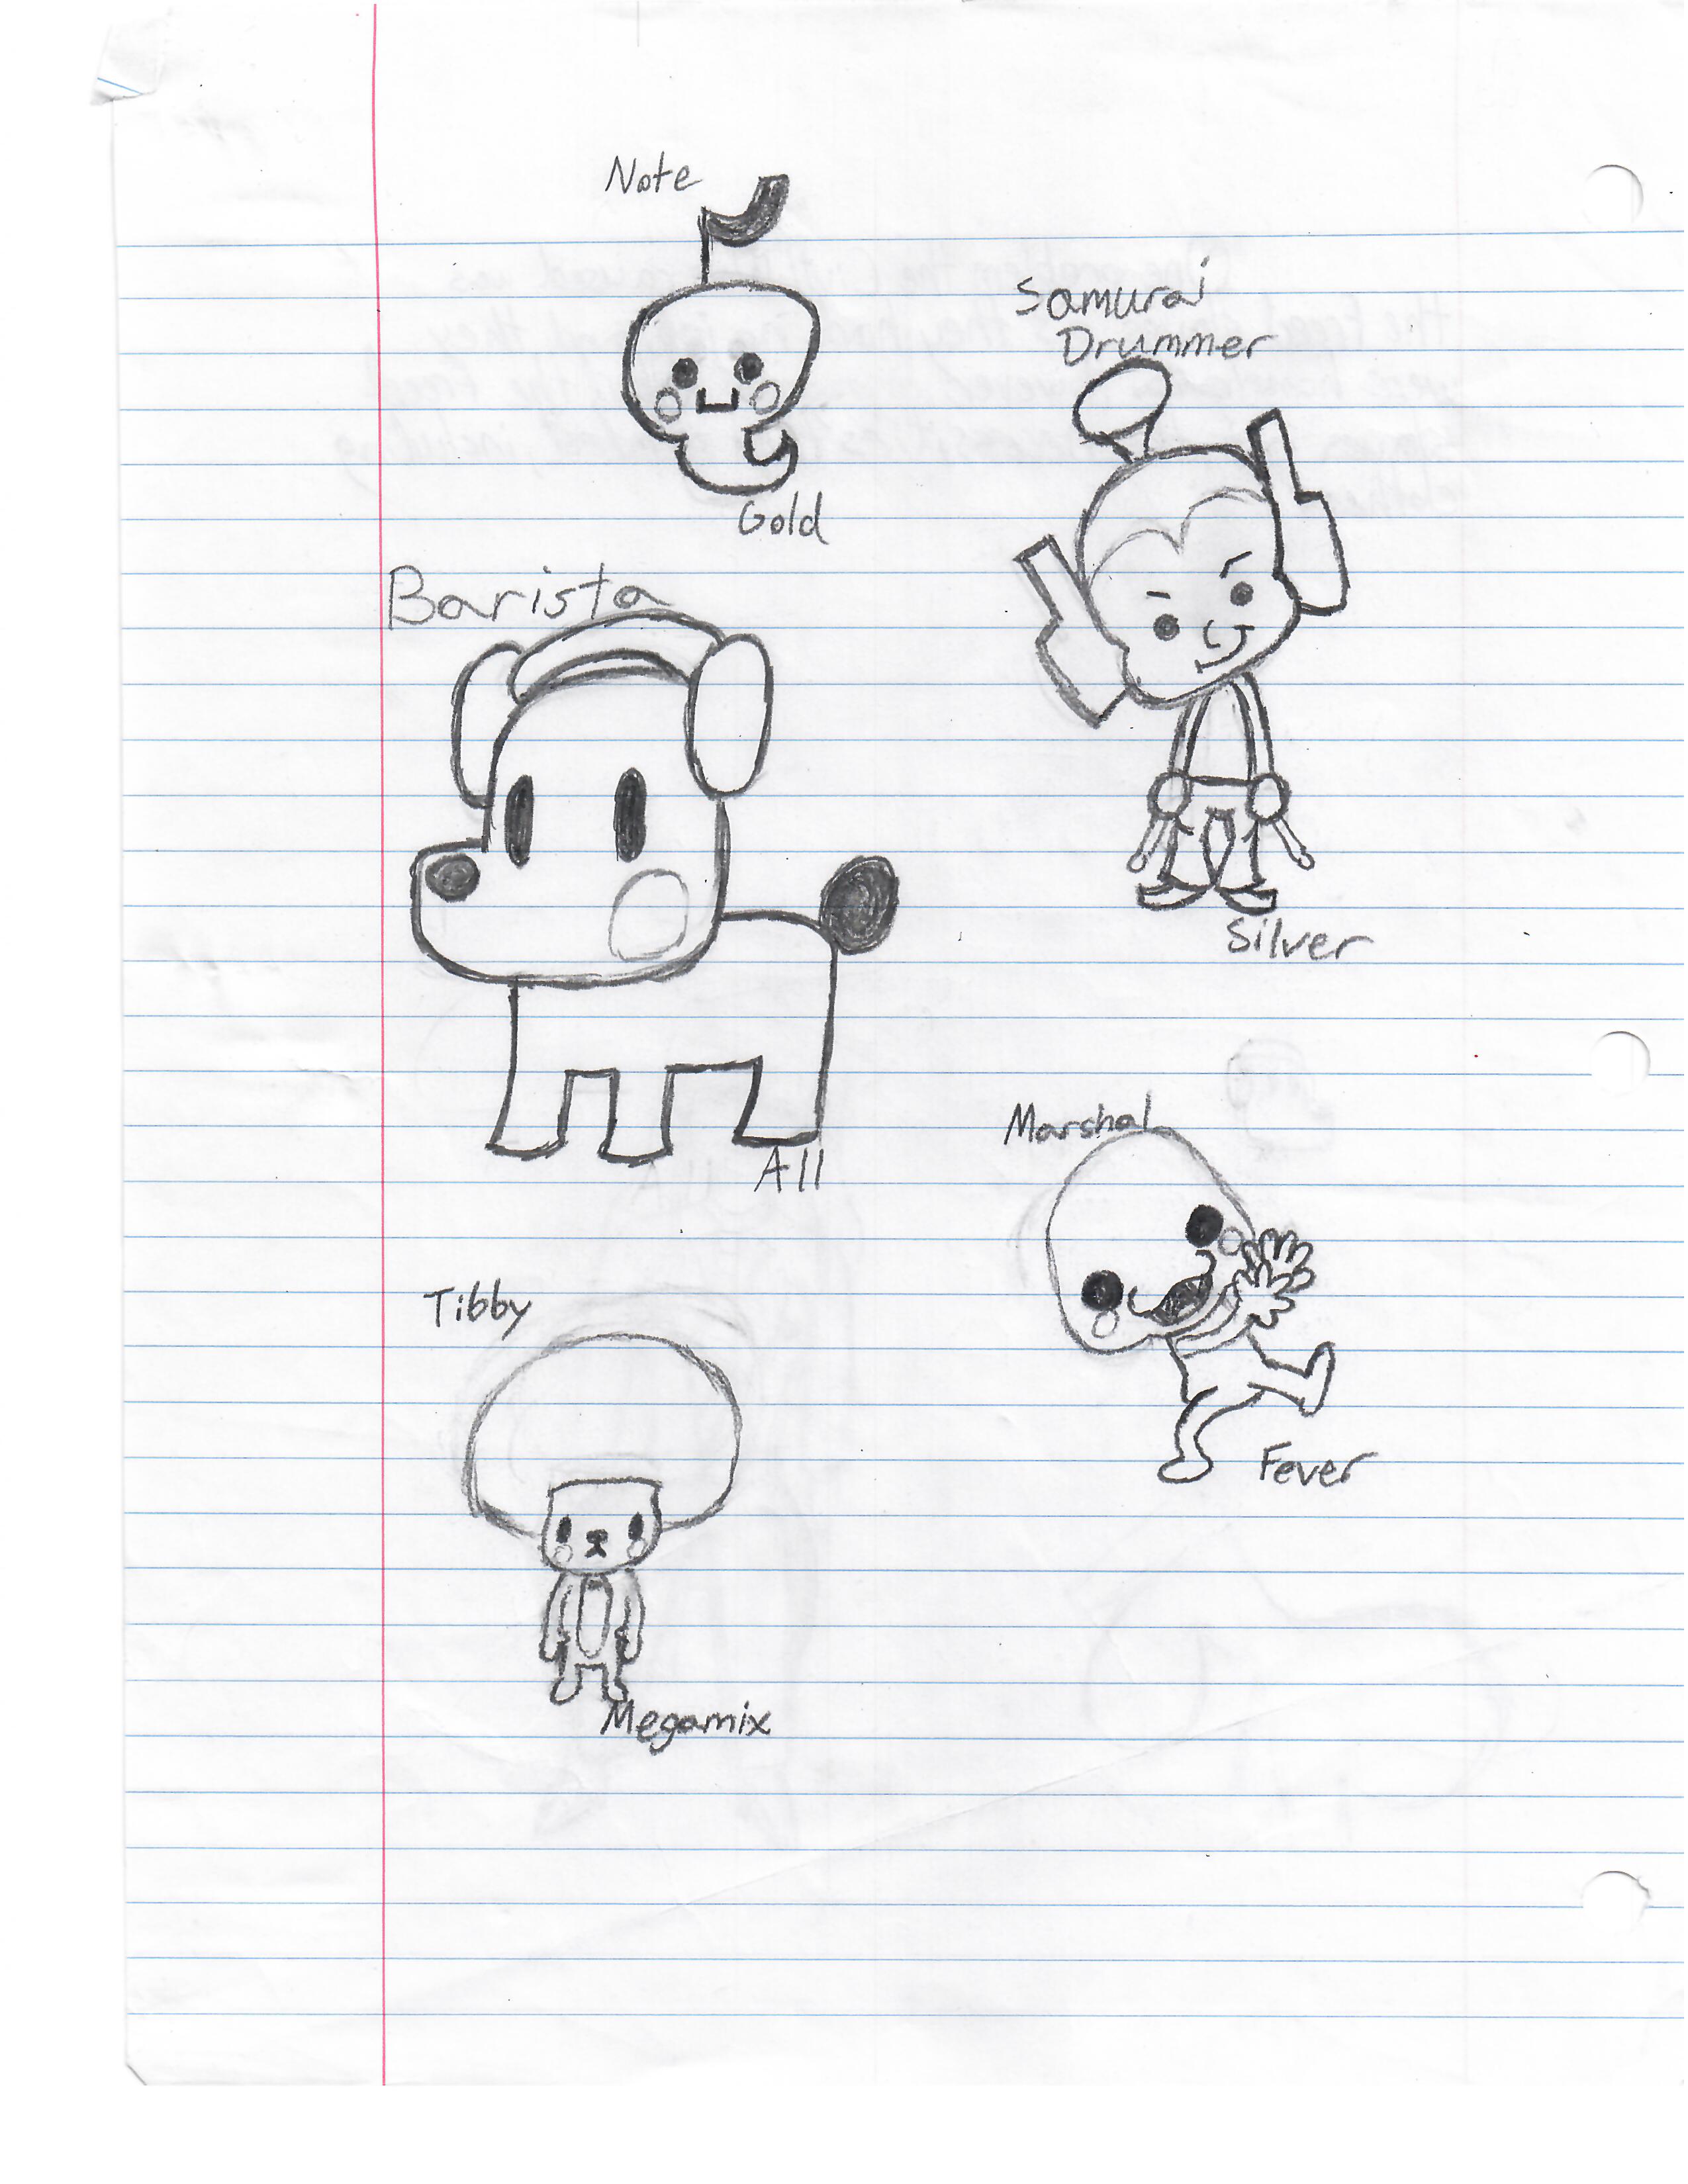 Note
Gold
Samurai
Drummer
Silver
Barista
All
Marshal
Fever
Tibby
Megamix